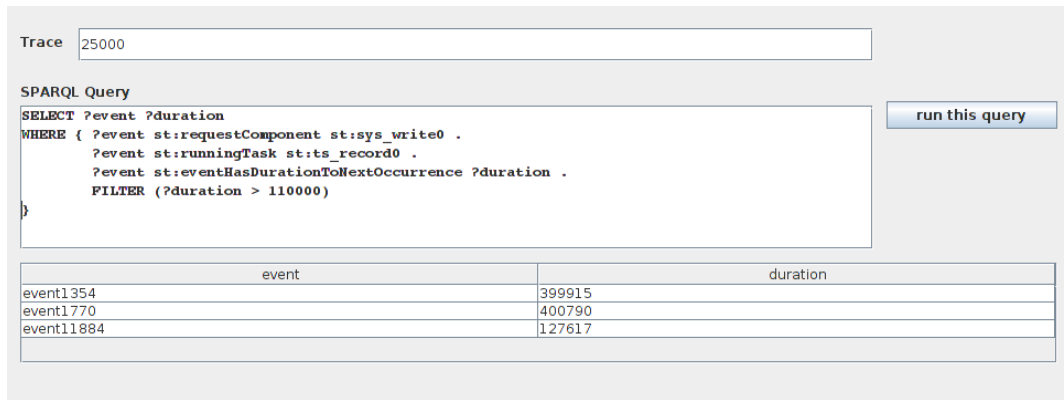 Trace 25000
SPARQL Query
SELECT ?event ?duration
WHERE { ?event st:requestComponent st:sys_write0 .
?event st:runningTask st:ts_record0 .
?event st:eventHasDurationToNextOccurrence ?duration .
FILTER (?duration > 110000)
}
run this query
event duration
event1354 399915
event1770 400790
event11884 127617